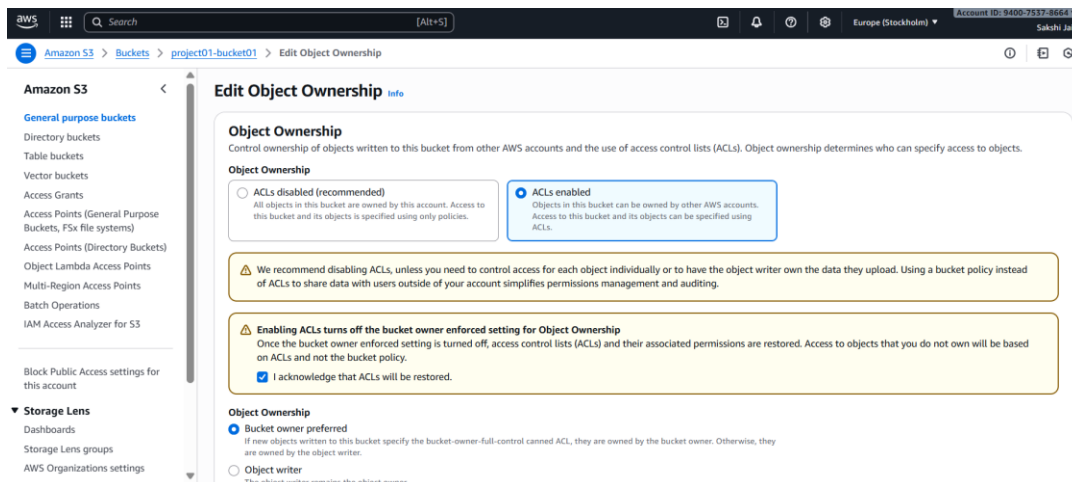 aws
Search
[Alt+S]
Europe (Stockholm)
Account ID: 9400-7537-8664
Sakshi Jai
Amazon S3 > Buckets > project01-bucket01 > Edit Object Ownership
Amazon S3
General purpose buckets
Directory buckets
Table buckets
Vector buckets
Access Grants
Access Points (General Purpose
Buckets, FSx file systems)
Access Points (Directory Buckets)
Object Lambda Access Points
Multi-Region Access Points
Batch Operations
IAM Access Analyzer for S3
Block Public Access settings for
this account
Storage Lens
Dashboards
Storage Lens groups
AWS Organizations settings
Edit Object Ownership Info
Object Ownership
Control ownership of objects written to this bucket from other AWS accounts and the use of access control lists (ACLs). Object ownership determines who can specify access to objects.
Object Ownership
ACLs disabled (recommended)
All objects in this bucket are owned by this account. Access to
this bucket and its objects is specified using only policies.
ACLs enabled
Objects in this bucket can be owned by other AWS accounts.
Access to this bucket and its objects can be specified using
ACLs.
We recommend disabling ACLs, unless you need to control access for each object individually or to have the object writer own the data they upload. Using a bucket policy instead
of ACLs to share data with users outside of your account simplifies permissions management and auditing.
Enabling ACLs turns off the bucket owner enforced setting for Object Ownership
Once the bucket owner enforced setting is turned off, access control lists (ACLs) and their associated permissions are restored. Access to objects that you do not own will be based
on ACLs and not the bucket policy.
I acknowledge that ACLs will be restored.
Object Ownership
Bucket owner preferred
If new objects written to this bucket specify the bucket-owner-full-control canned ACL, they are owned by the bucket owner. Otherwise, they
are owned by the object writer.
Object writer
The object writer remains the object owner.